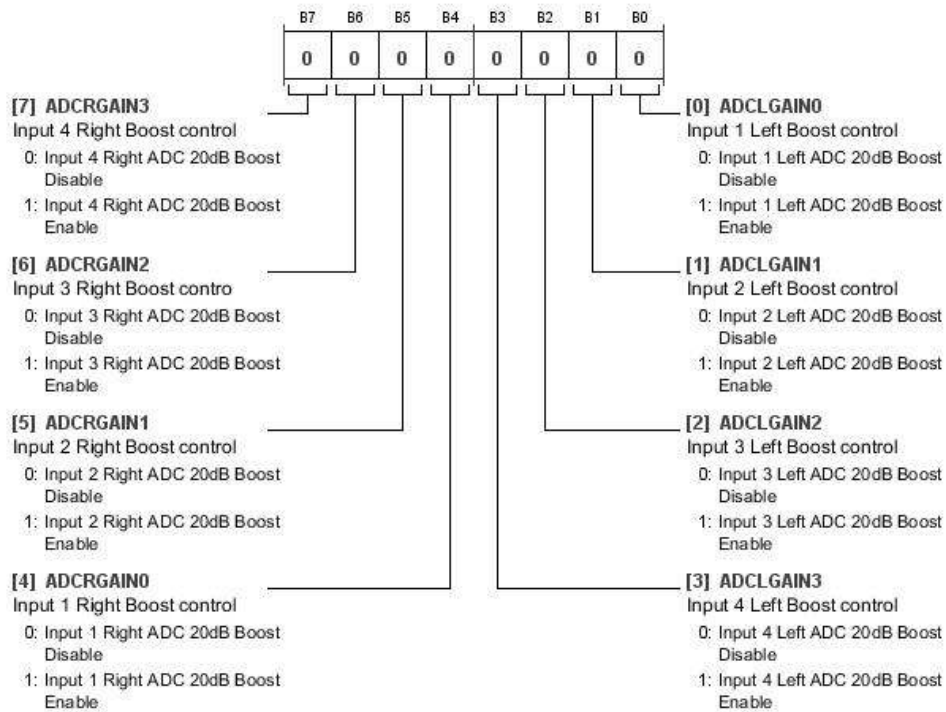 B7 B6 B5 B4 B3 B2 B1 B0
0 0 0 0 0 0 0 0
[7] ADCRGAIN3
Input 4 Right Boost control
0: Input 4 Right ADC 20dB Boost
Disable
1: Input 4 Right ADC 20dB Boost
Enable
[6] ADCRGAIN2
Input 3 Right Boost contro
0: Input 3 Right ADC 20dB Boost
Disable
1: Input 3 Right ADC 20dB Boost
Enable
[5] ADCRGAIN1
Input 2 Right Boost control
0: Input 2 Right ADC 20dB Boost
Disable
1: Input 2 Right ADC 20dB Boost
Enable
[4] ADCRGAIN0
Input 1 Right Boost control
0: Input 1 Right ADC 20dB Boost
Disable
1: Input 1 Right ADC 20dB Boost
Enable
[0] ADCLGAIN0
Input 1 Left Boost control
0: Input 1 Left ADC 20dB Boost
Disable
1: Input 1 Left ADC 20dB Boost
Enable
[1] ADCLGAIN1
Input 2 Left Boost control
0: Input 2 Left ADC 20dB Boost
Disable
1: Input 2 Left ADC 20dB Boost
Enable
[2] ADCLGAIN2
Input 3 Left Boost control
0: Input 3 Left ADC 20dB Boost
Disable
1: Input 3 Left ADC 20dB Boost
Enable
[3] ADCLGAIN3
Input 4 Left Boost control
0: Input 4 Left ADC 20dB Boost
Disable
1: Input 4 Left ADC 20dB Boost
Enable